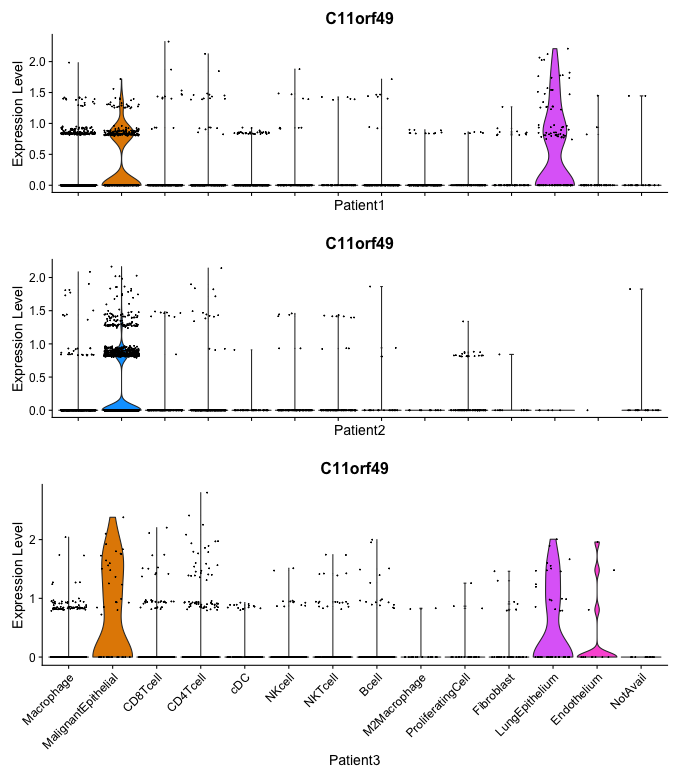 C11orf49
Expression Level
2.0
1.5
1.0
0.5
0.0
Patient1
C11orf49
Expression Level
2.0
1.5
1.0
0.5
0.0
Patient2
C11orf49
Expression Level
2
1
0
Macrophage
MalignantEpithelial
CD8Tcell
CD4Tcell
cDC
NKcell
NKTcell
Bcell
M2Macrophage
ProliferatingCell
Fibroblast
LungEpithelium
Endothelium
NotAvail
Patient3